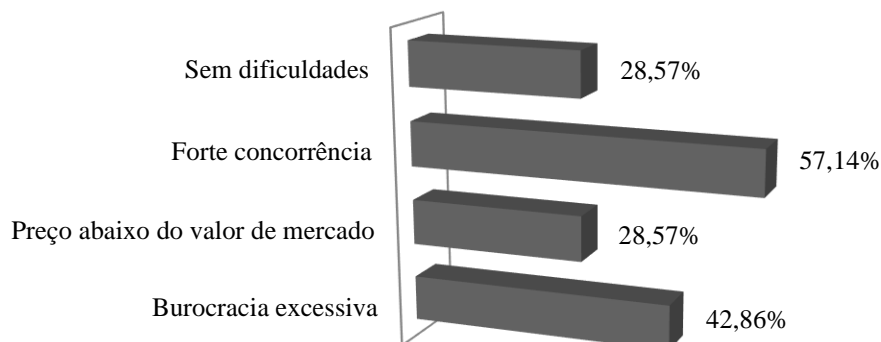 Sem dificuldades 28,57%
Forte concorrência 57,14%
Preço abaixo do valor de mercado 28,57%
Burocracia excessiva 42,86%